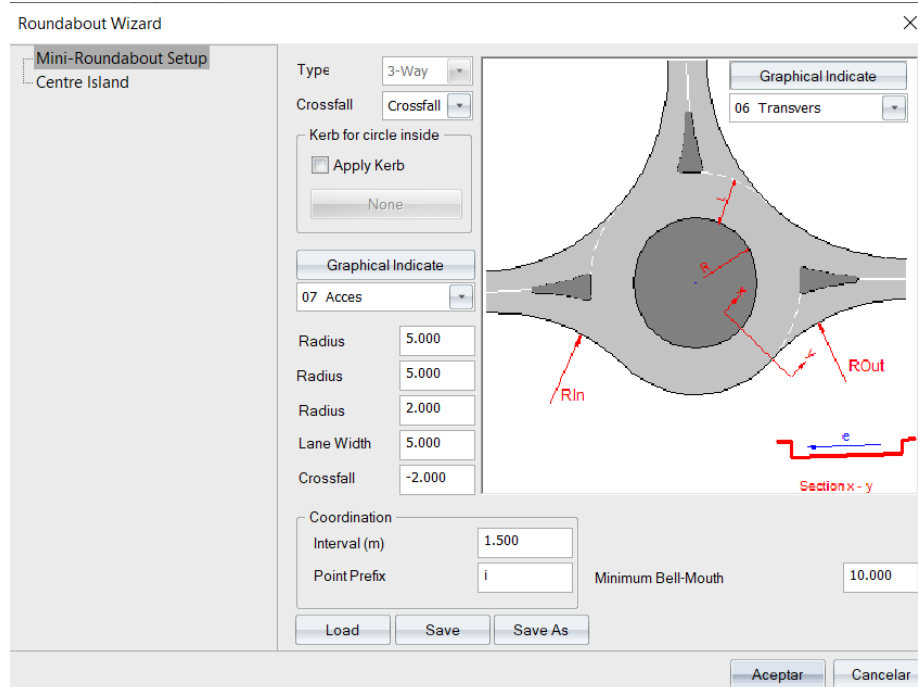 Roundabout Wizard
Mini-Roundabout Setup
Centre Island
Type 3-Way
Crossfall Crossfall
Kerb for circle inside
Apply Kerb
None
Graphical Indicate
07 Acces
Radius 5.000
Radius 5.000
Radius 2.000
Lane Width 5.000
Crossfall -2.000
Graphical Indicate
06 Transvers
L
R
x
y
RIn
ROut
e
Section x - y
Coordination
Interval (m) 1.500
Point Prefix i
Minimum Bell-Mouth 10.000
Load Save Save As
Aceptar Cancelar